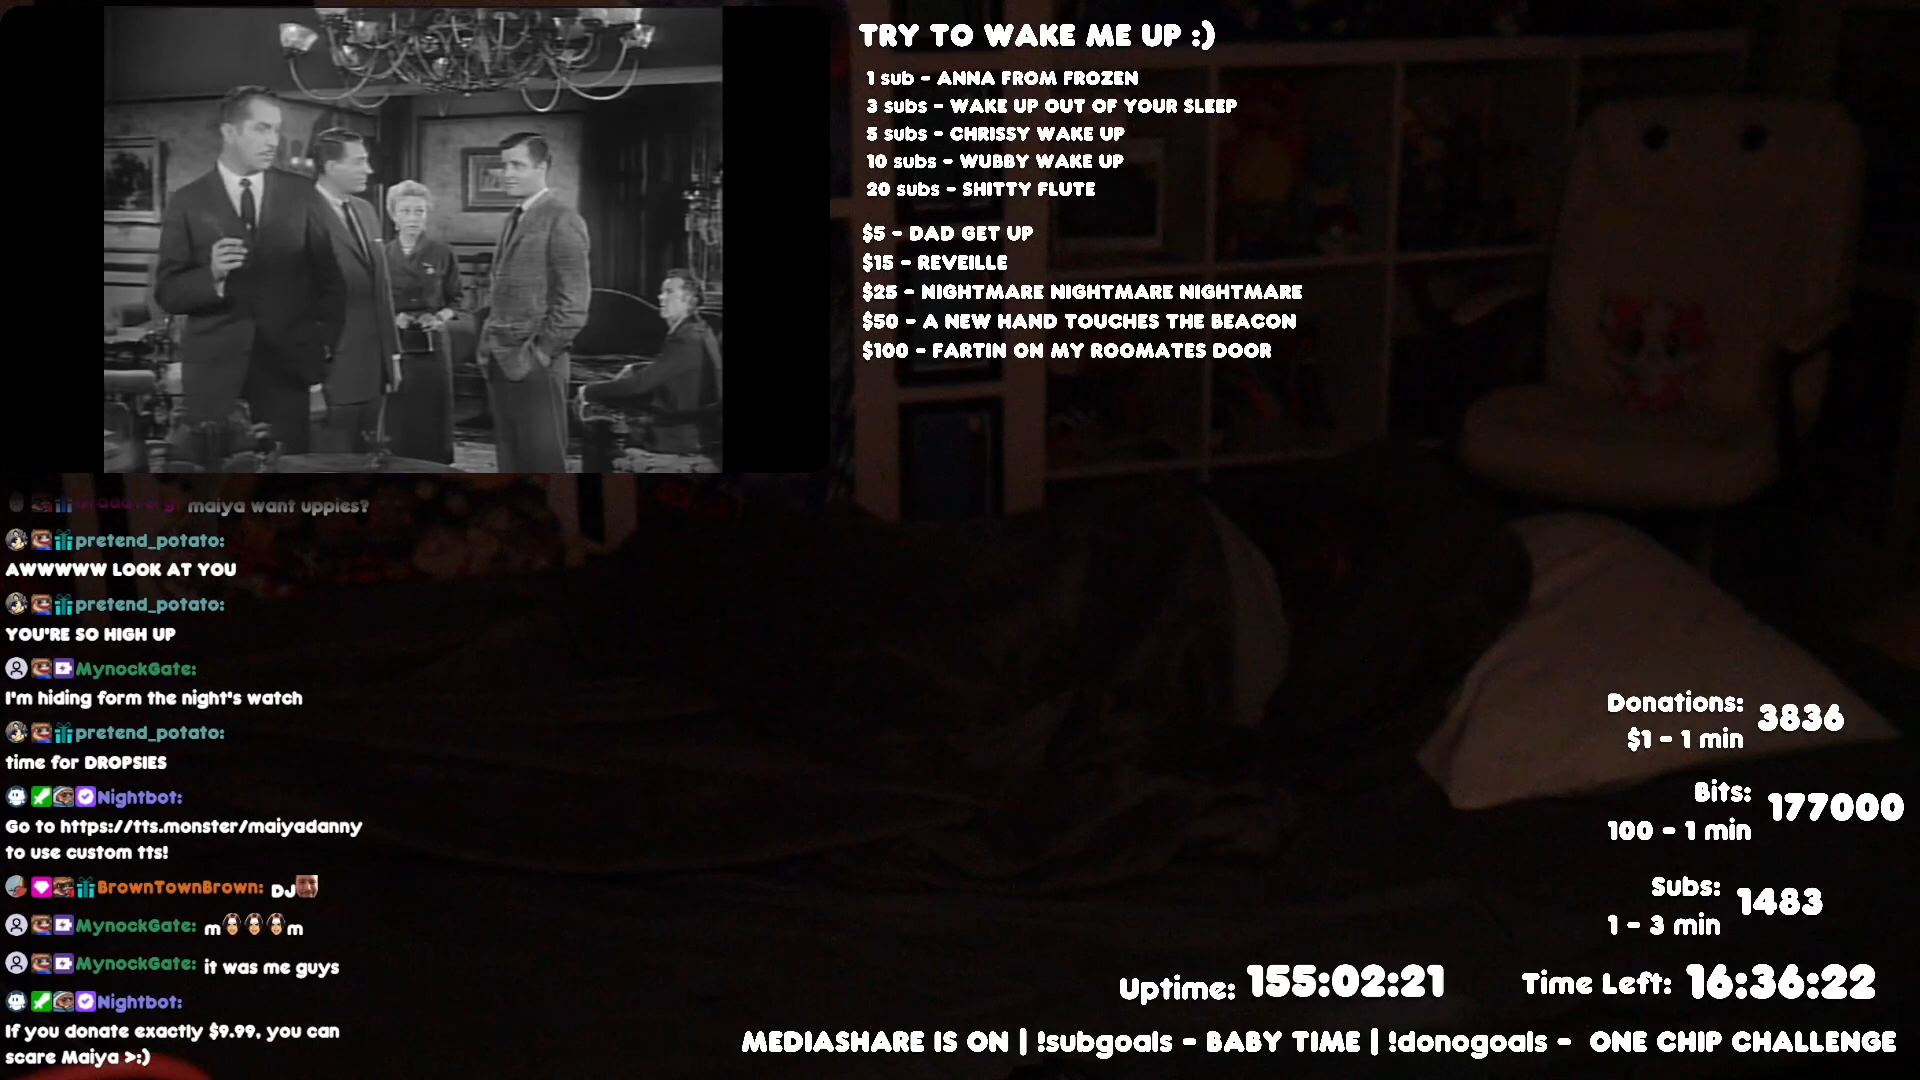 TRY TO WAKE ME UP :)
1 sub - ANNA FROM FROZEN
3 subs - WAKE UP OUT OF YOUR SLEEP
5 subs - CHRISSY WAKE UP
10 subs - WUBBY WAKE UP
20 subs - SHITTY FLUTE
$5 - DAD GET UP
$15 - REVEILLE
$25 - NIGHTMARE NIGHTMARE NIGHTMARE
$50 - A NEW HAND TOUCHES THE BEACON
$100 - FARTIN ON MY ROOMATES DOOR
maiya want uppies?
pretend_potato:
AWWWWW LOOK AT YOU
pretend_potato:
YOU'RE SO HIGH UP
MynockGate:
I'm hiding form the night's watch
pretend_potato:
time for DROPSIES
Nightbot:
Go to https://tts.monster/maiyadanny
to use custom tts!
BrownTownBrown: DJ
MynockGate: m m
MynockGate: it was me guys
Nightbot:
If you donate exactly $9.99, you can
scare Maiya >:)
Donations: 3836
$1 - 1 min
Bits: 177000
100 - 1 min
Subs: 1483
1 - 3 min
Uptime: 155:02:21 Time Left: 16:36:22
MEDIASHARE IS ON | !subgoals - BABY TIME | !donogoals - ONE CHIP CHALLENGE